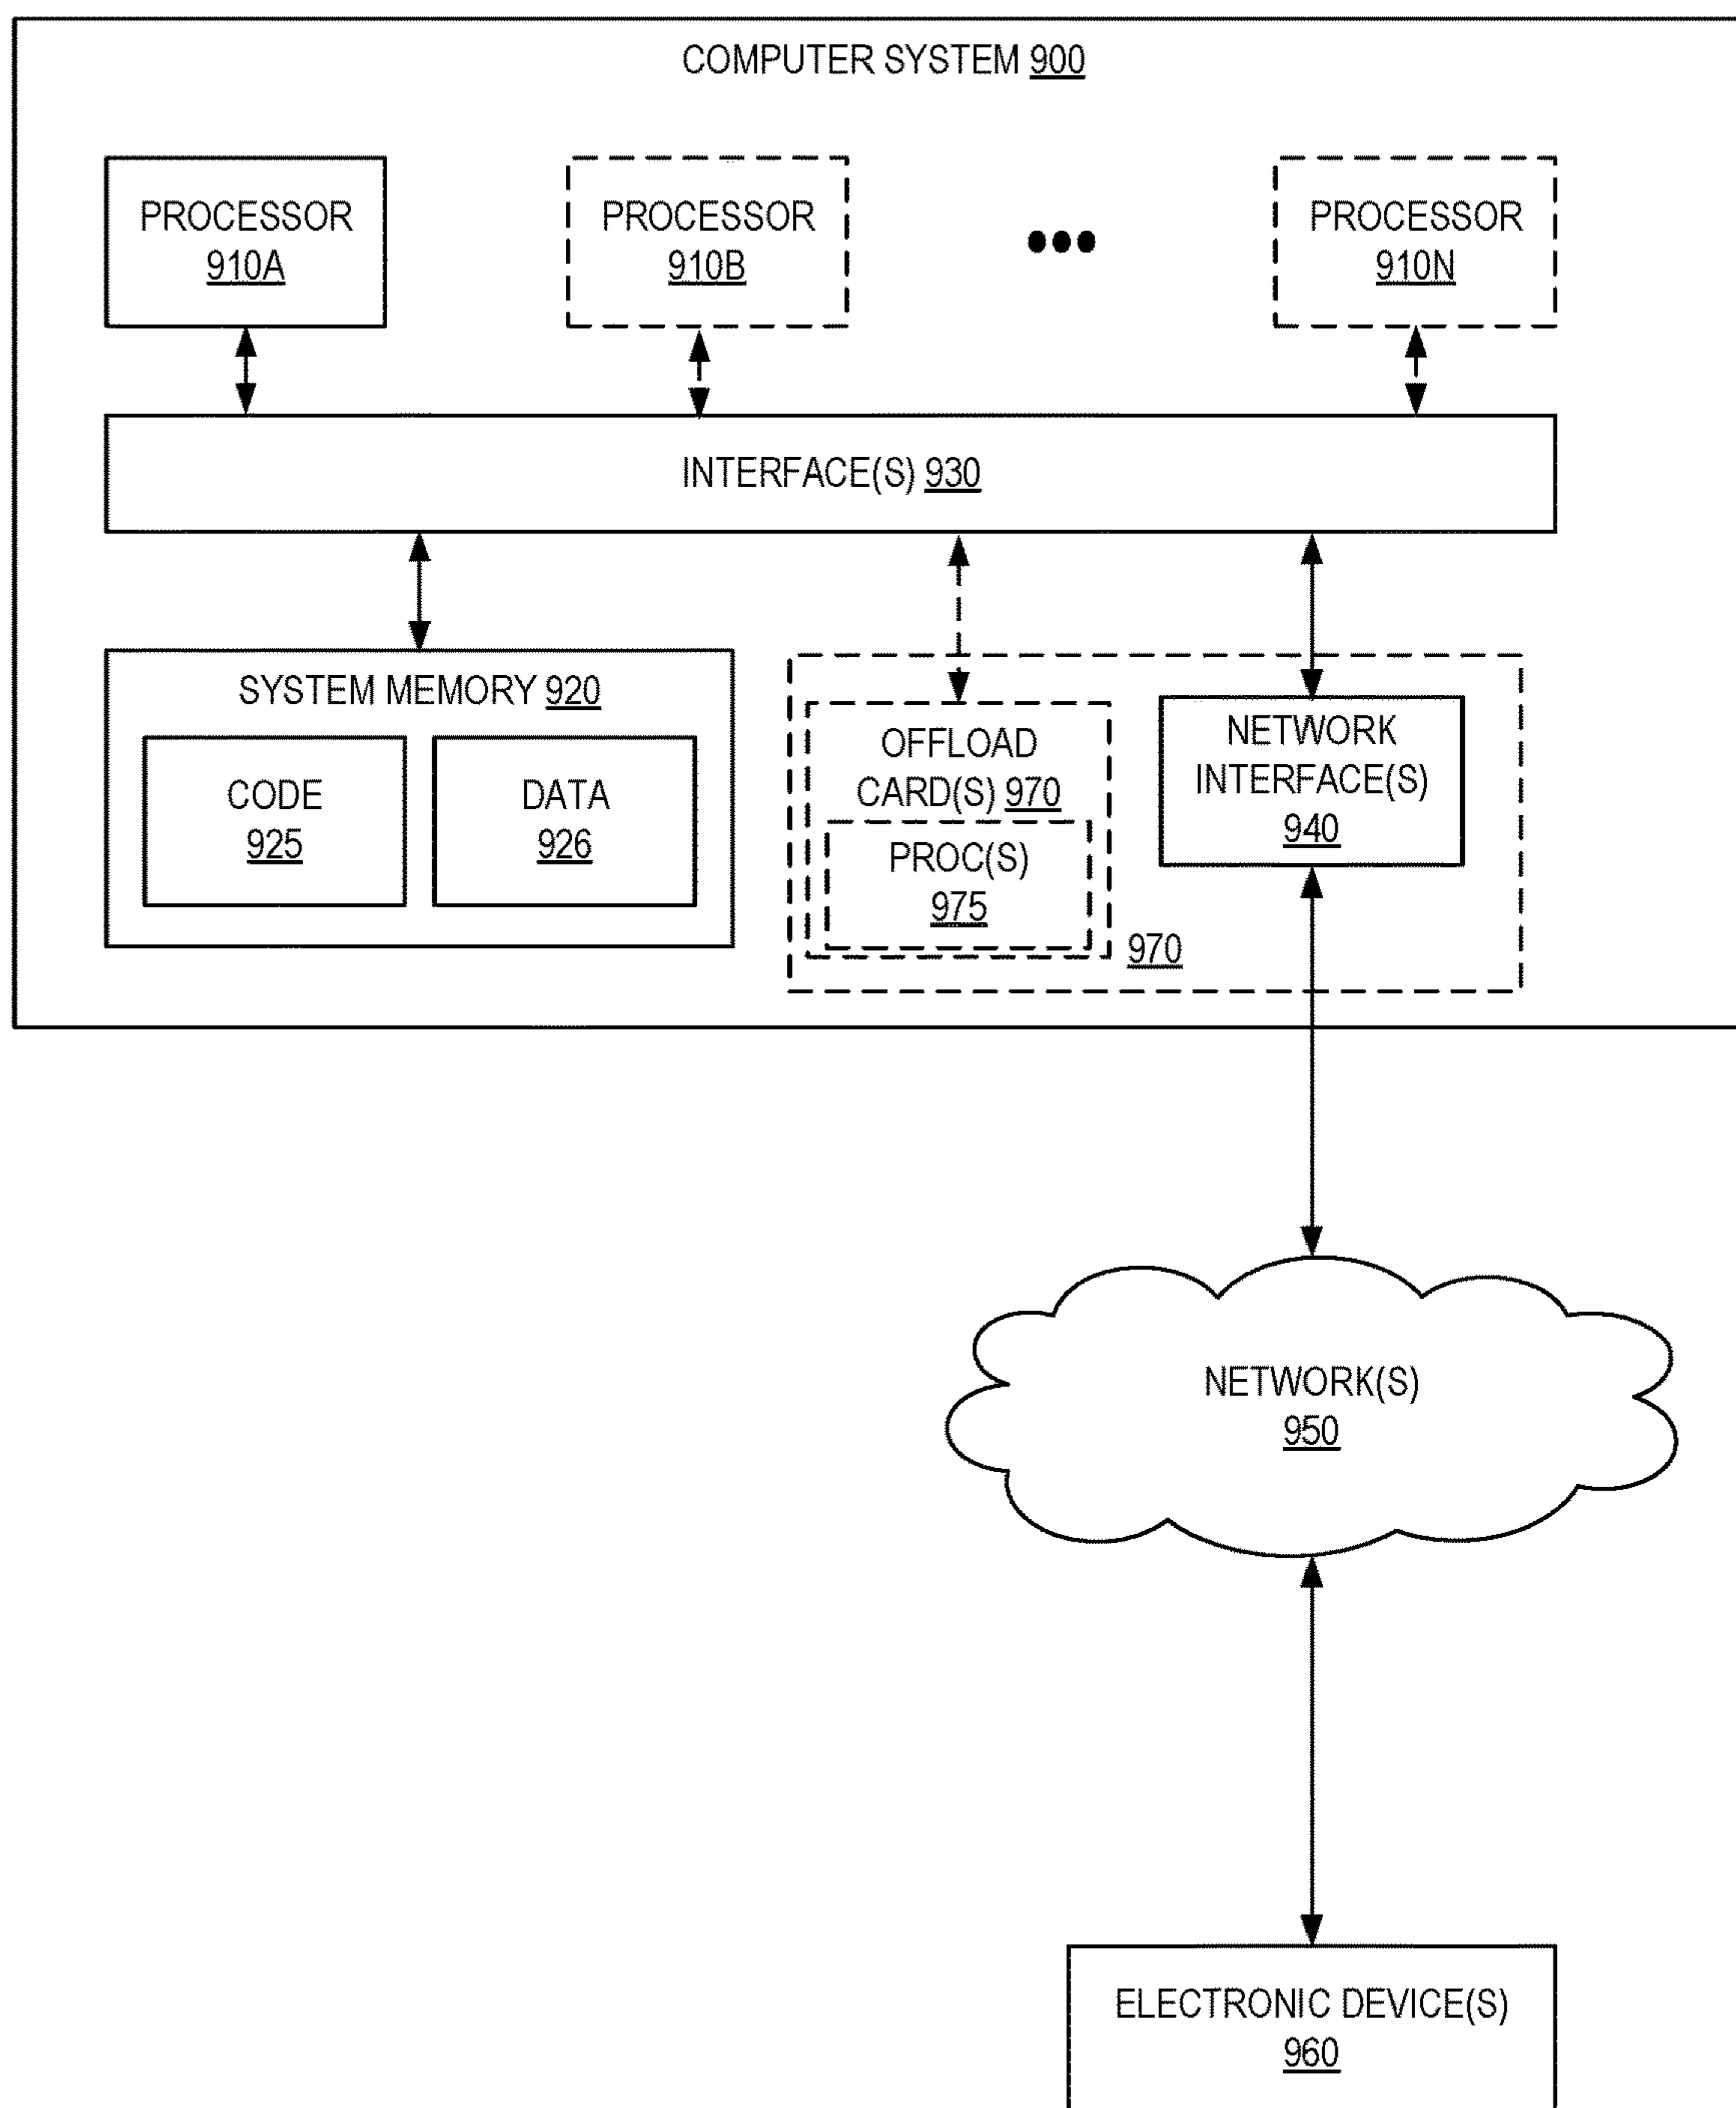 COMPUTER SYSTEM 900
PROCESSOR
910A
PROCESSOR
910B
PROCESSOR
910N
INTERFACE(S) 930
SYSTEM MEMORY 920
CODE
925
DATA
926
OFFLOAD
CARD(S) 970
PROC(S)
975
970
NETWORK
INTERFACE(S)
940
NETWORK(S)
950
ELECTRONIC DEVICE(S)
960